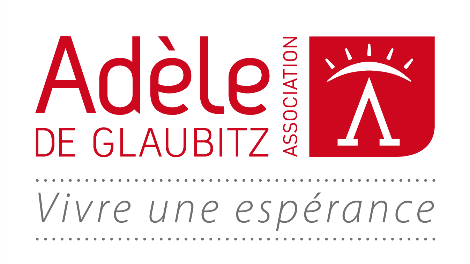 Adèle
DE GLAUBITZ
ASSOCIATION
Vivre une espérance